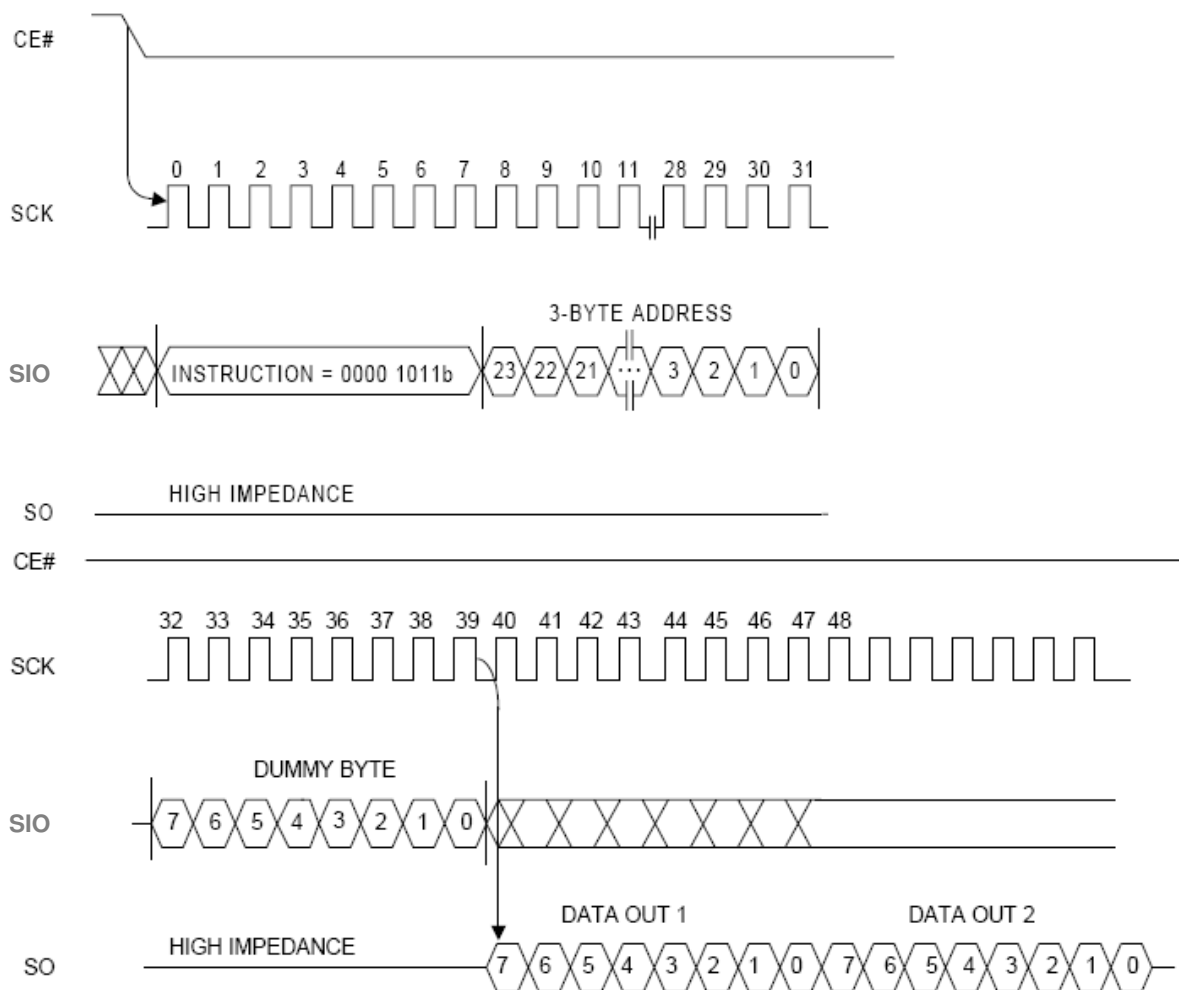 CE#
0 1 2 3 4 5 6 7 8 9 10 11 28 29 30 31
SCK
3-BYTE ADDRESS
SIO INSTRUCTION = 0000 1011b 23 22 21 ... 3 2 1 0
HIGH IMPEDANCE
SO
CE#
32 33 34 35 36 37 38 39 40 41 42 43 44 45 46 47 48
SCK
DUMMY BYTE
SIO 7 6 5 4 3 2 1 0
DATA OUT 1 DATA OUT 2
HIGH IMPEDANCE
SO 7 6 5 4 3 2 1 0 7 6 5 4 3 2 1 0